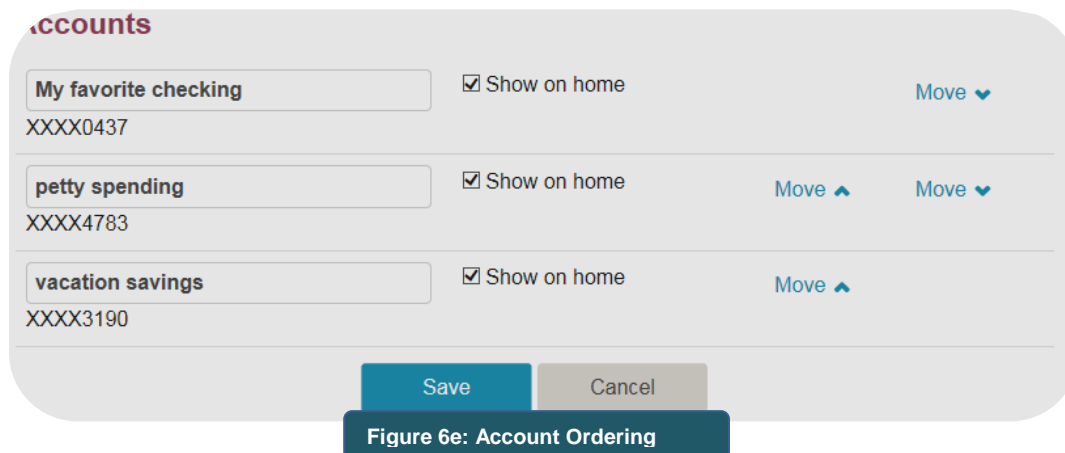 Accounts
My favorite checking Show on home Move
XXXX0437
petty spending Show on home Move Move
XXXX4783
vacation savings Show on home Move
XXXX3190
Save Cancel
Figure 6e: Account Ordering